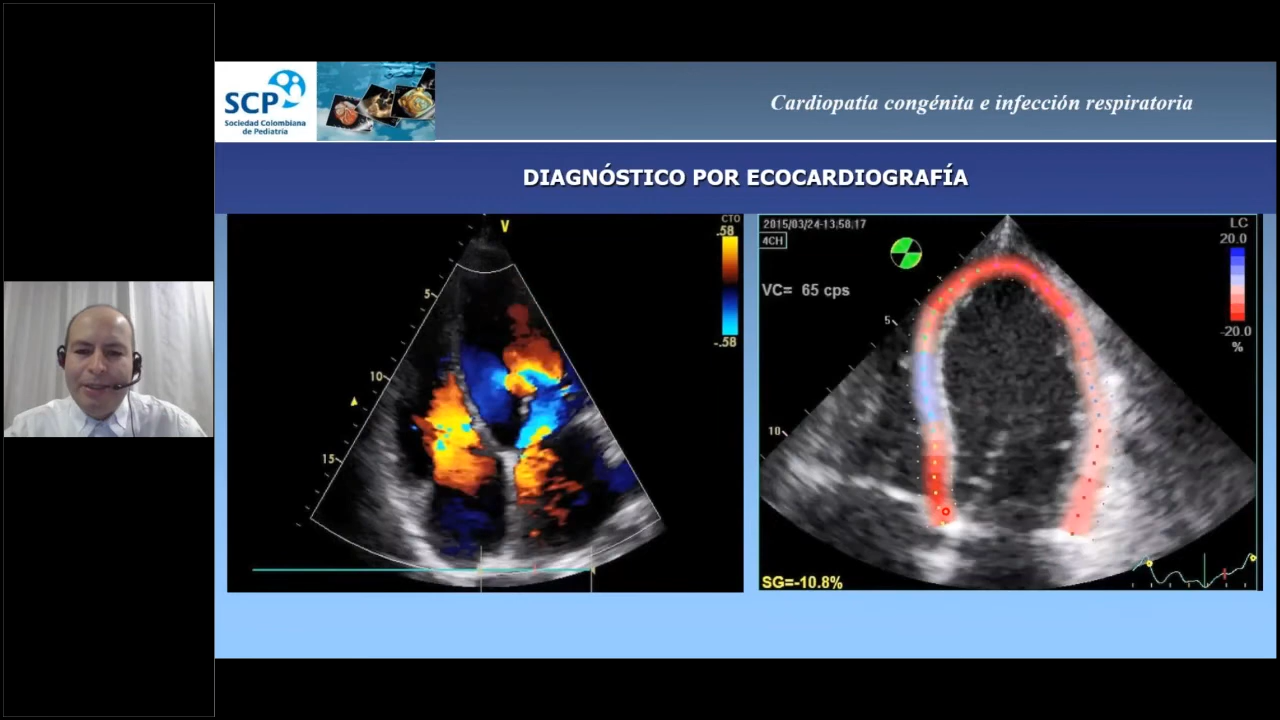 SCP
Sociedad Colombiana
de Pediatría
Cardiopatía congénita e infección respiratoria
DIAGNÓSTICO POR ECOCARDIOGRAFÍA
V
CTO
.58
-.58
5
10
15
2015/03/24-13:58:17
4CH
VC= 65 cps
LC
20.0
-20.0
%
5
10
SG=-10.8%